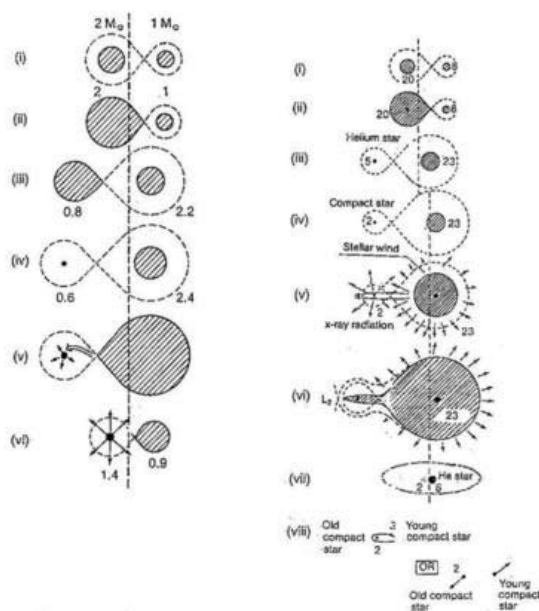 2 M⊙ 1 M⊙
(i)
2 1
(ii)
(iii)
0.8 2.2
(iv)
0.6 2.4
(v)
(vi)
1.4 0.9
(i)
20 8
(ii)
20 8
Helium star
(iii) 5 23
Compact star
(iv) 2 23
Stellar wind
(v)
2
x-ray radiation 23
(vi)
L₂
23
(vii) He star
2 6
(viii) Old compact star 2 3 Young compact star
OR 2
Old compact star
Young compact star